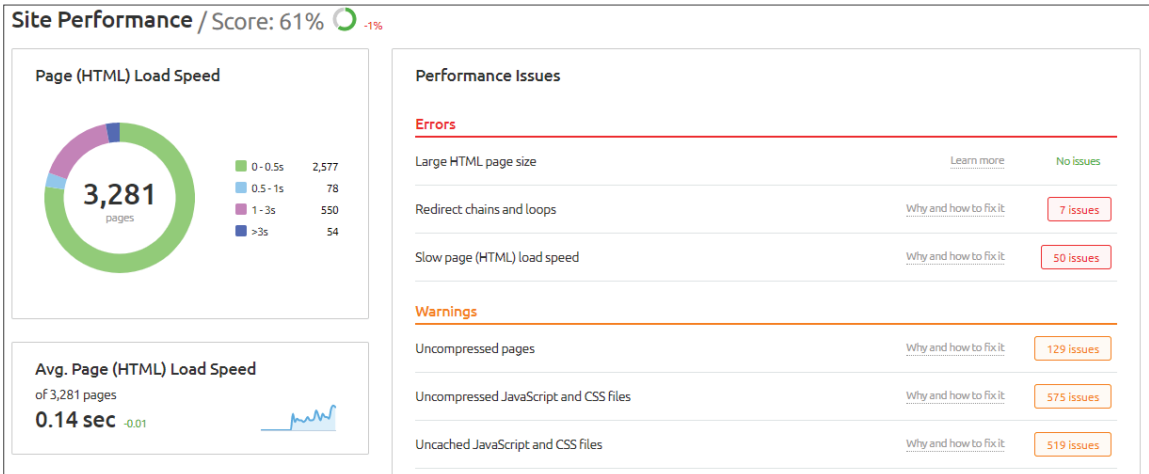 Site Performance / Score: 61% -1%
Page (HTML) Load Speed
3,281
pages
0 - 0.5s 2,577
0.5 - 1s 78
1 - 3s 550
>3s 54
Avg. Page (HTML) Load Speed
of 3,281 pages
0.14 sec -0.01
Performance Issues
Errors
Large HTML page size Learn more No issues
Redirect chains and loops Why and how to fix it 7 issues
Slow page (HTML) load speed Why and how to fix it 50 issues
Warnings
Uncompressed pages Why and how to fix it 129 issues
Uncompressed JavaScript and CSS files Why and how to fix it 575 issues
Uncached JavaScript and CSS files Why and how to fix it 519 issues